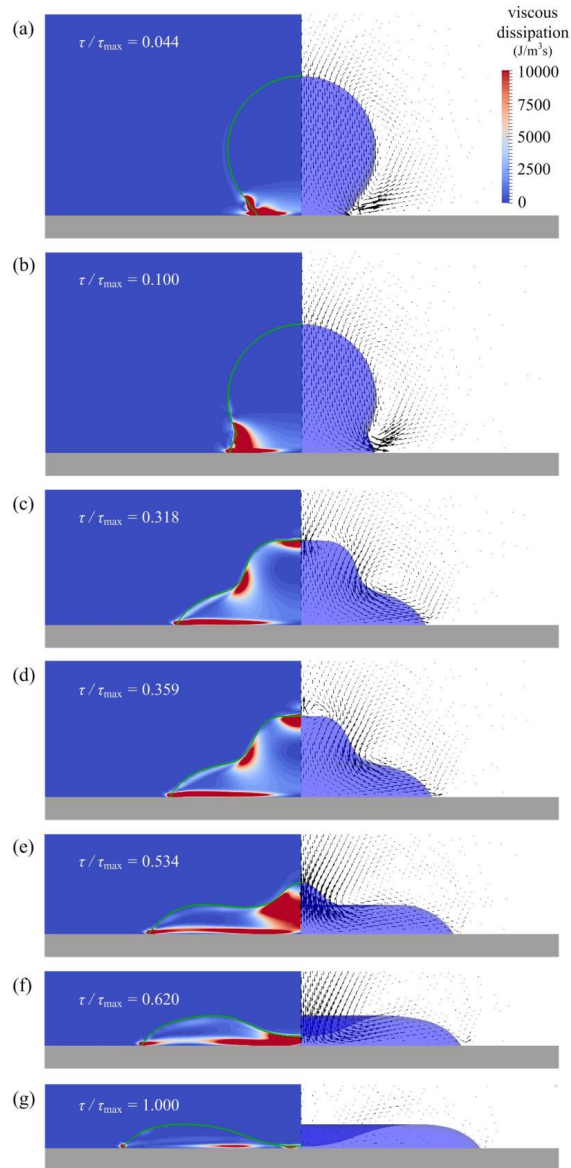 (a)
τ / τmax = 0.044
viscous
dissipation
(J/m³s)
10000
7500
5000
2500
0
(b)
τ / τmax = 0.100
(c)
τ / τmax = 0.318
(d)
τ / τmax = 0.359
(e)
τ / τmax = 0.534
(f)
τ / τmax = 0.620
(g)
τ / τmax = 1.000